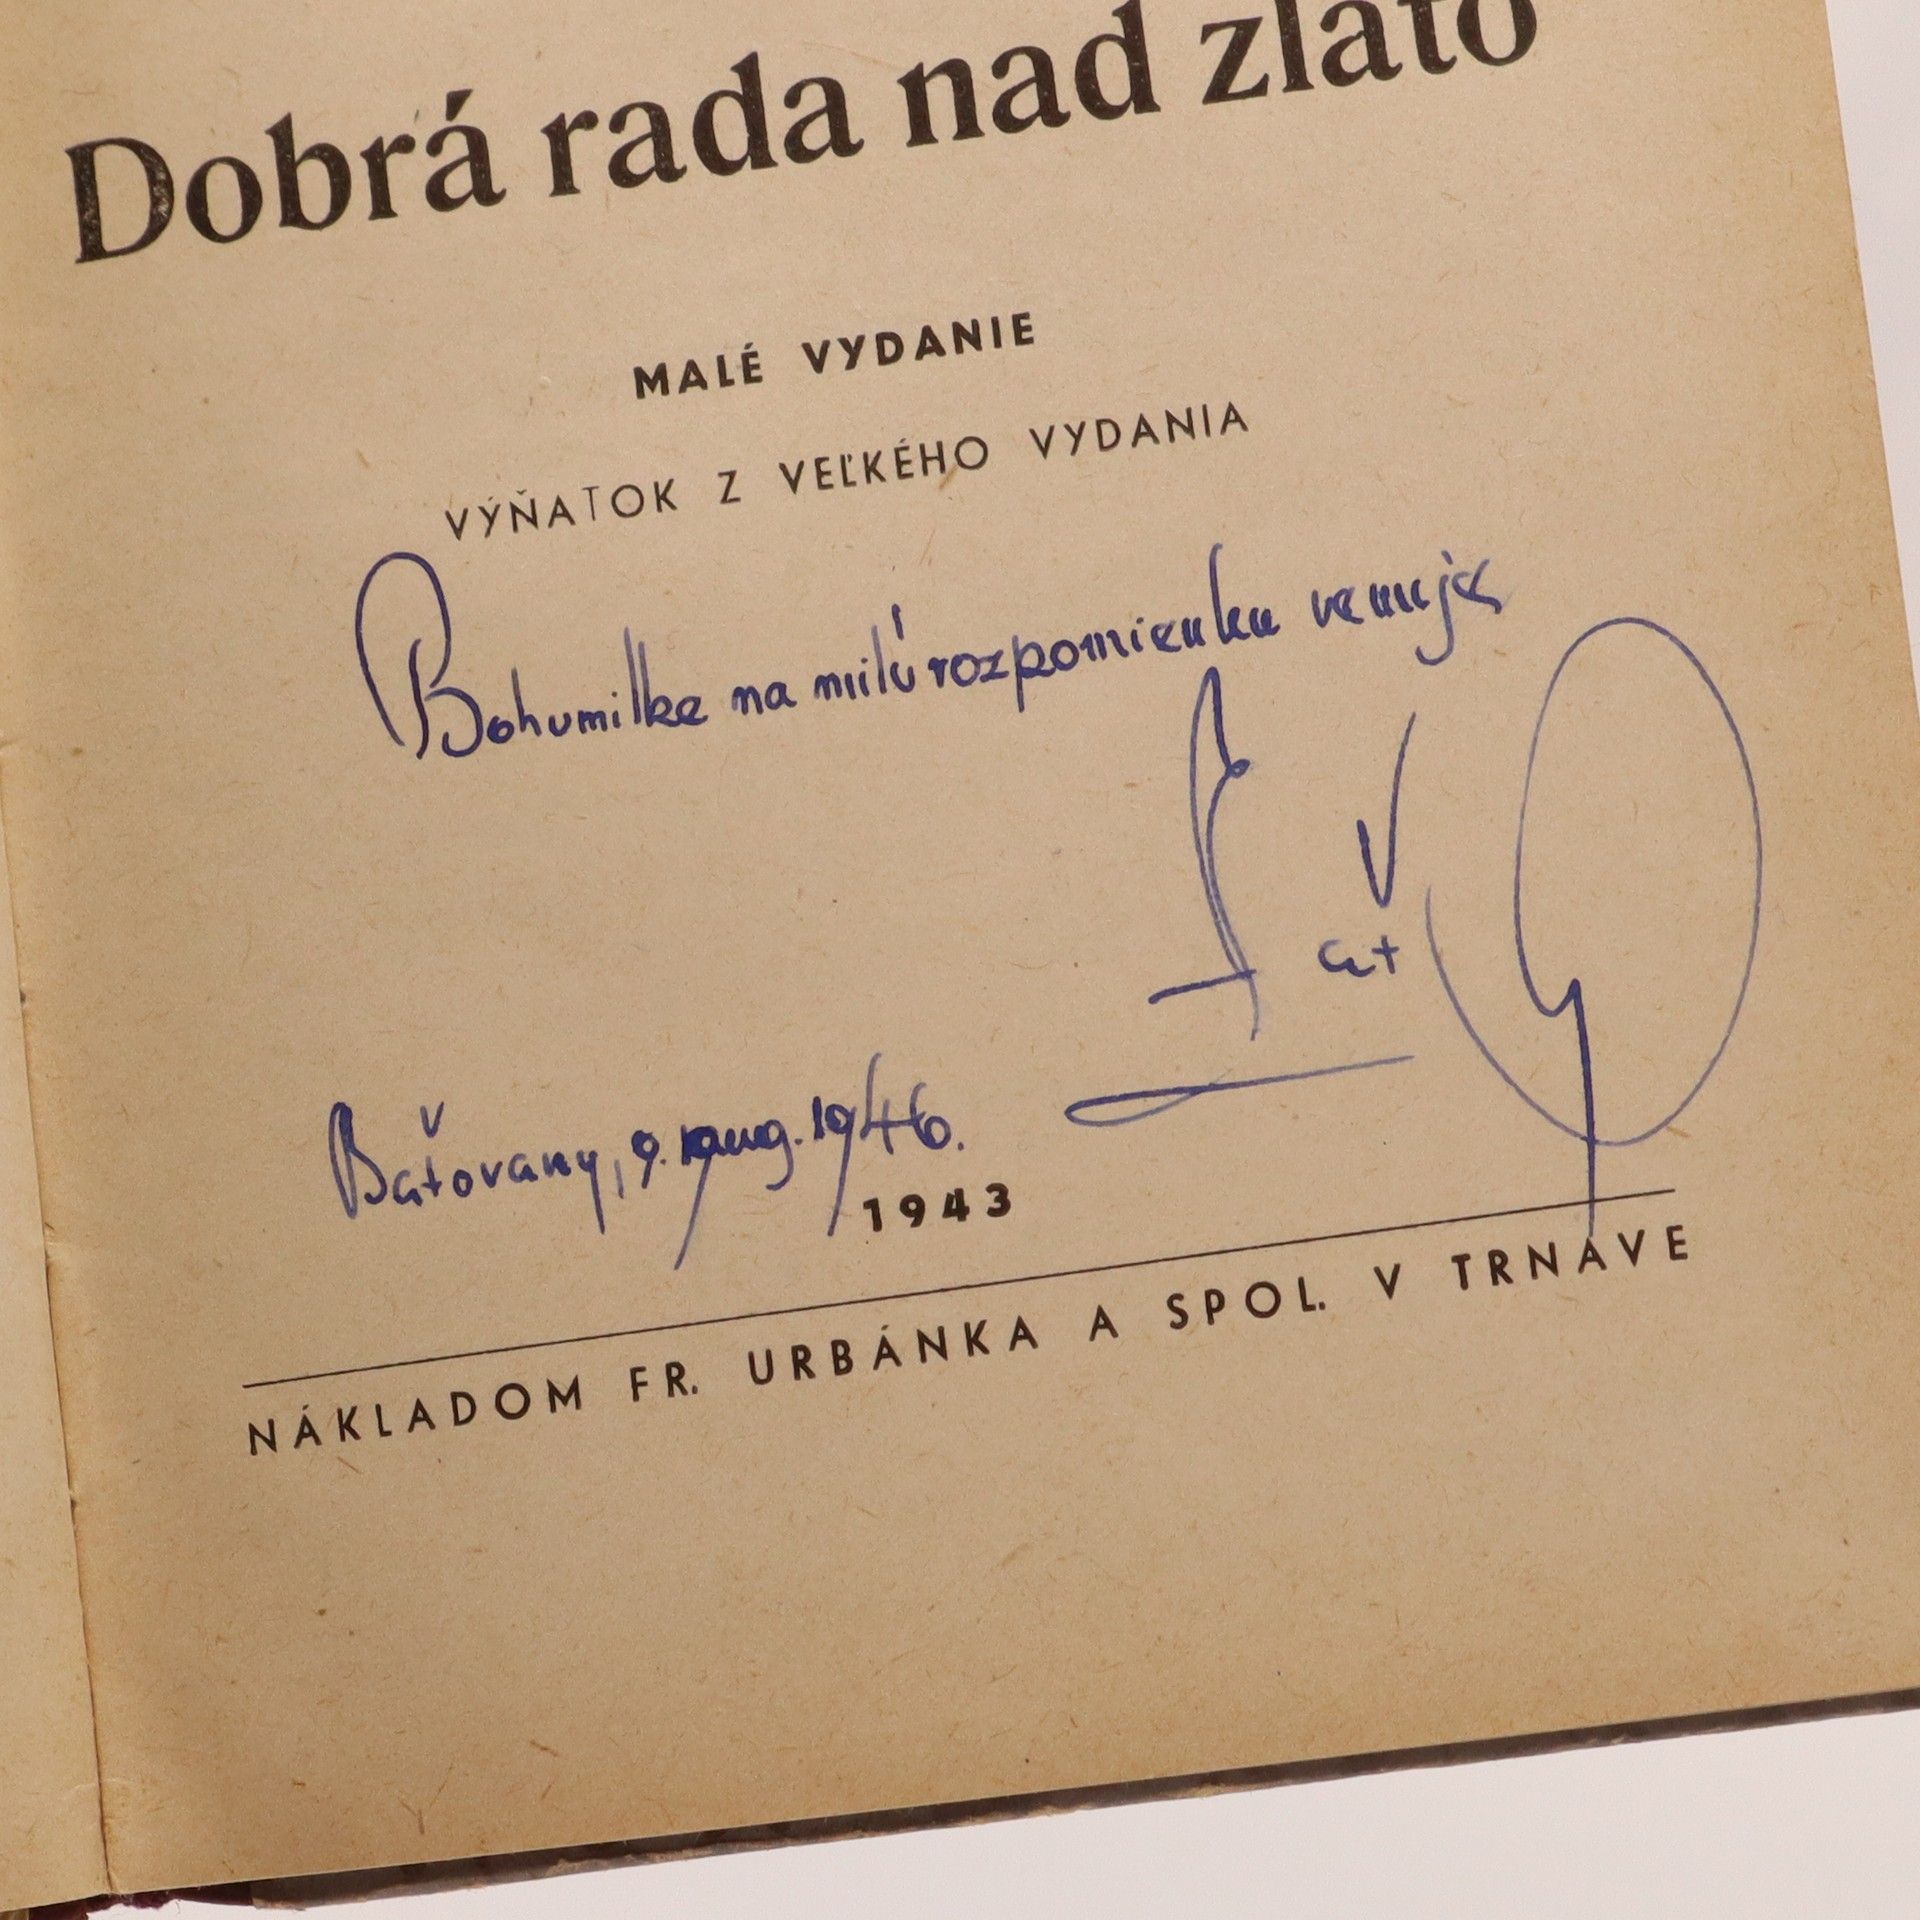 Dobrá rada nad zlato
MALÉ VYDANIE
VÝŇATOK Z VEĽKÉHO VYDANIA
Bohumilke na milú rozpomienku venuje
Baťovany, 9. aug. 1946.
1943
NÁKLADOM FR. URBÁNKA A SPOL. V TRNAVE